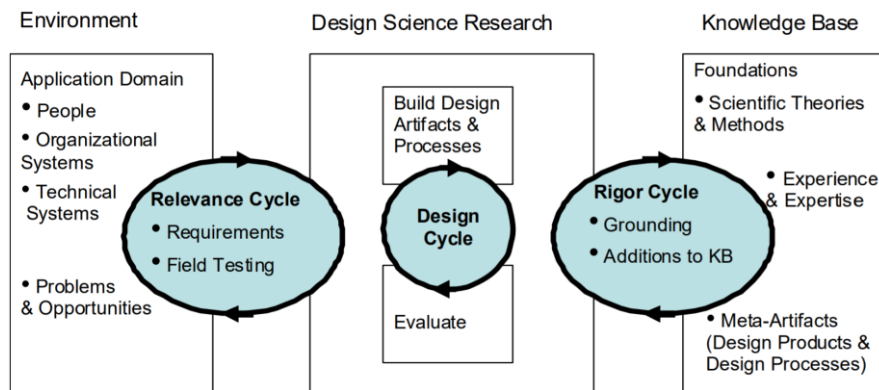 Environment
Design Science Research
Knowledge Base
Application Domain
• People
• Organizational
Systems
• Technical
Systems
• Problems
& Opportunities
Relevance Cycle
• Requirements
• Field Testing
Build Design
Artifacts &
Processes
Design
Cycle
Evaluate
Rigor Cycle
• Grounding
• Additions to KB
Foundations
• Scientific Theories
& Methods
• Experience
& Expertise
• Meta-Artifacts
(Design Products &
Design Processes)